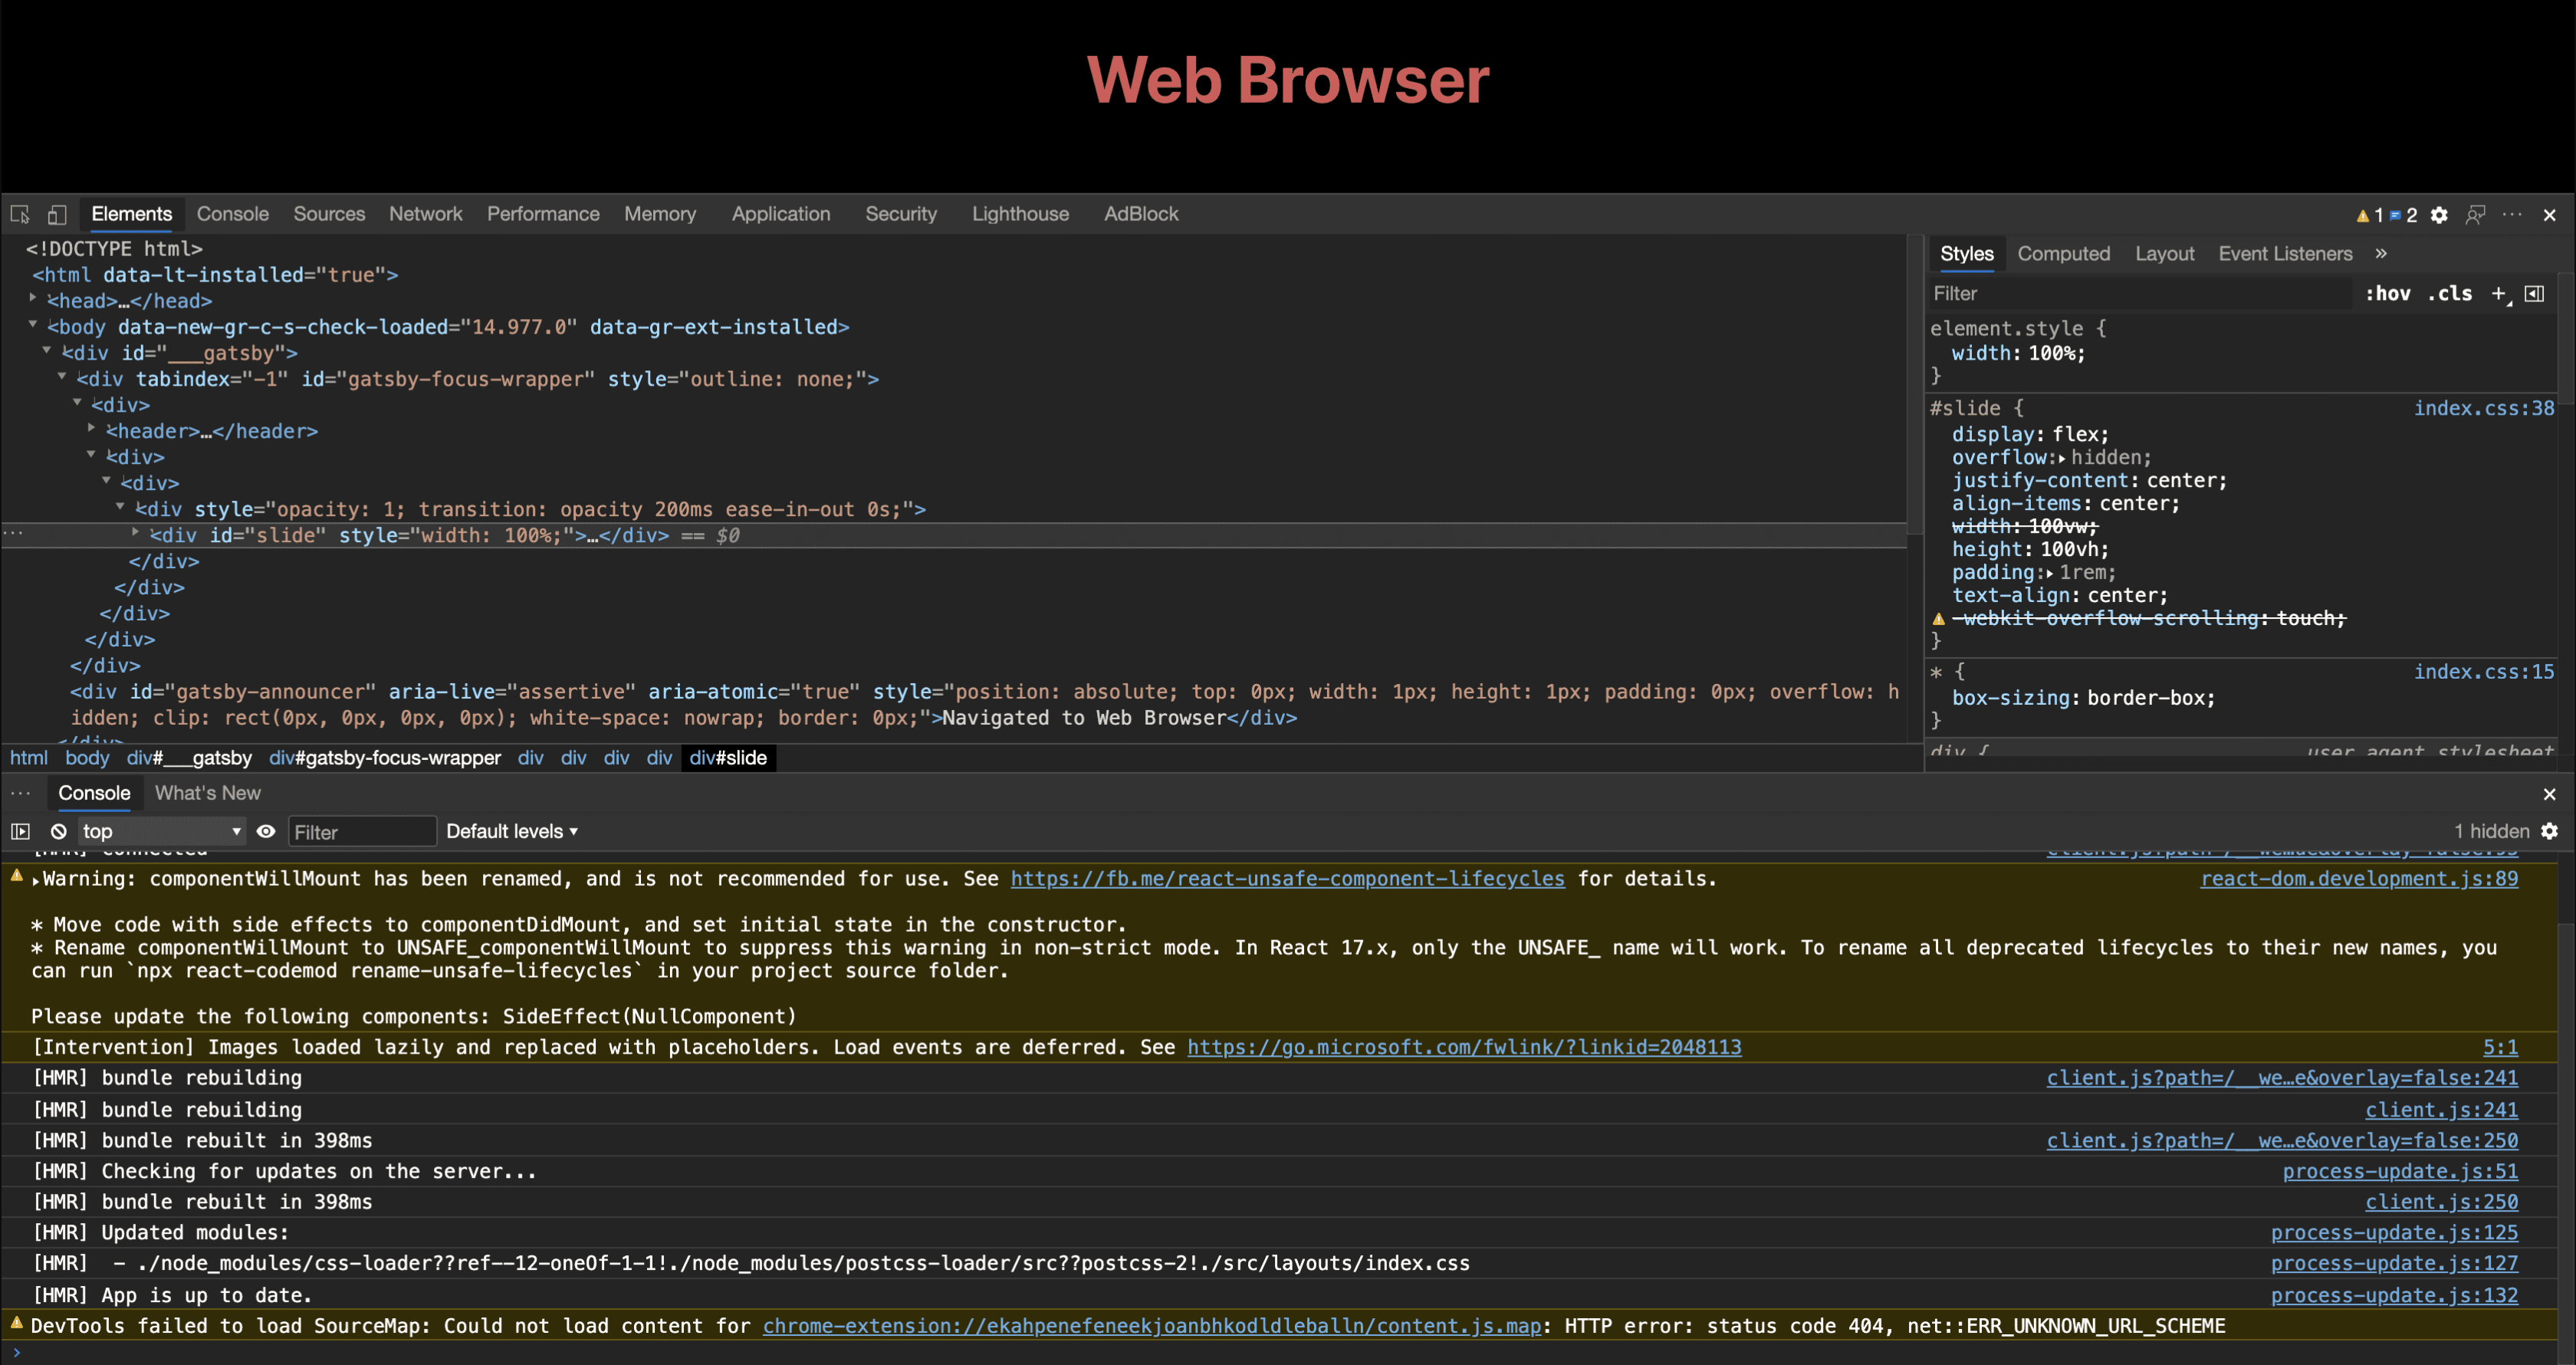 Web Browser
Elements Console Sources Network Performance Memory Application Security Lighthouse AdBlock 1 2
<!DOCTYPE html>
<html data-lt-installed="true">
<head>…</head>
<body data-new-gr-c-s-check-loaded="14.977.0" data-gr-ext-installed>
<div id="___gatsby">
<div tabindex="-1" id="gatsby-focus-wrapper" style="outline: none;">
<div>
<header>…</header>
<div>
<div>
<div style="opacity: 1; transition: opacity 200ms ease-in-out 0s;">
<div id="slide" style="width: 100%;">…</div> == $0
</div>
</div>
</div>
</div>
</div>
<div id="gatsby-announcer" aria-live="assertive" aria-atomic="true" style="position: absolute; top: 0px; width: 1px; height: 1px; padding: 0px; overflow: h
idden; clip: rect(0px, 0px, 0px, 0px); white-space: nowrap; border: 0px;">Navigated to Web Browser</div>
</div>
html body div#___gatsby div#gatsby-focus-wrapper div div div div div#slide
Styles Computed Layout Event Listeners »
Filter :hov .cls +
element.style {
width: 100%;
}
#slide { index.css:38
display: flex;
overflow: hidden;
justify-content: center;
align-items: center;
width: 100vw;
height: 100vh;
padding: 1rem;
text-align: center;
-webkit-overflow-scrolling: touch;
}
* { index.css:15
box-sizing: border-box;
}
div { user agent stylesheet
Console What's New
top Filter Default levels 1 hidden
[HMR] connected
Warning: componentWillMount has been renamed, and is not recommended for use. See https://fb.me/react-unsafe-component-lifecycles for details. react-dom.development.js:89
* Move code with side effects to componentDidMount, and set initial state in the constructor.
* Rename componentWillMount to UNSAFE_componentWillMount to suppress this warning in non-strict mode. In React 17.x, only the UNSAFE_ name will work. To rename all deprecated lifecycles to their new names, you
can run `npx react-codemod rename-unsafe-lifecycles` in your project source folder.
Please update the following components: SideEffect(NullComponent)
[Intervention] Images loaded lazily and replaced with placeholders. Load events are deferred. See https://go.microsoft.com/fwlink/?linkid=2048113 5:1
[HMR] bundle rebuilding client.js?path=/__we…e&overlay=false:241
[HMR] bundle rebuilding client.js:241
[HMR] bundle rebuilt in 398ms client.js?path=/__we…e&overlay=false:250
[HMR] Checking for updates on the server... process-update.js:51
[HMR] bundle rebuilt in 398ms client.js:250
[HMR] Updated modules: process-update.js:125
[HMR]  - ./node_modules/css-loader??ref--12-oneOf-1-1!./node_modules/postcss-loader/src??postcss-2!./src/layouts/index.css process-update.js:127
[HMR] App is up to date. process-update.js:132
DevTools failed to load SourceMap: Could not load content for chrome-extension://ekahpenefeneekjoanbhkodldleballn/content.js.map: HTTP error: status code 404, net::ERR_UNKNOWN_URL_SCHEME